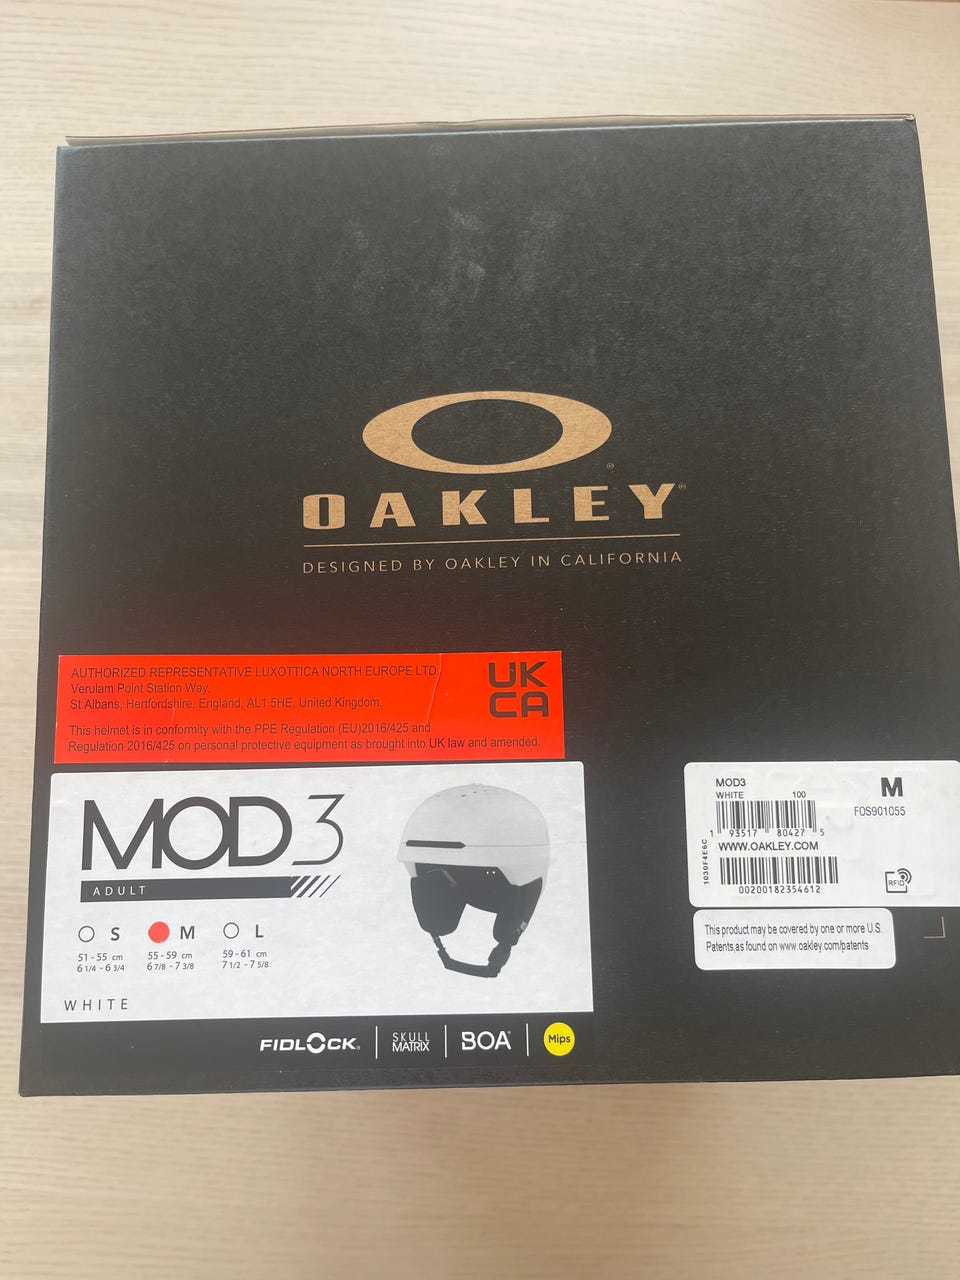 OAKLEY®
DESIGNED BY OAKLEY IN CALIFORNIA
AUTHORIZED REPRESENTATIVE LUXOTTICA NORTH EUROPE LTD.
Verulam Point Station Way,
St Albans, Hertfordshire, England, AL1 5HE, United Kingdom.
This helmet is in conformity with the PPE Regulation (EU)2016/425 and
Regulation 2016/425 on personal protective equipment as brought into UK law and amended.
UK
CA
MOD3
ADULT
S M L
51 - 55 cm 55 - 59 cm 59 - 61 cm
6 1/4 - 6 3/4 6 7/8 - 7 3/8 7 1/2 - 7 5/8
WHITE
FIDLOCK® SKULL MATRIX BOA® Mips
MOD3 M
WHITE 100 F0S901055
1 93517 80427 5
WWW.OAKLEY.COM
00200182354612
1030F4E6C
RFID
This product may be covered by one or more U.S.
Patents,as found on www.oakley.com/patents